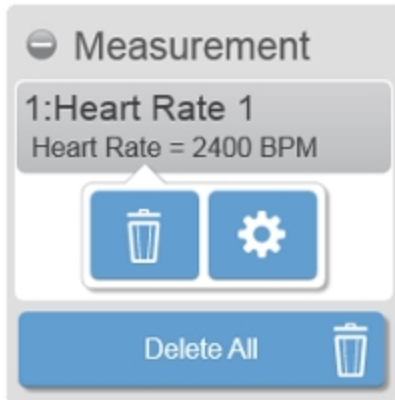 Measurement
1:Heart Rate 1
Heart Rate = 2400 BPM
Delete All